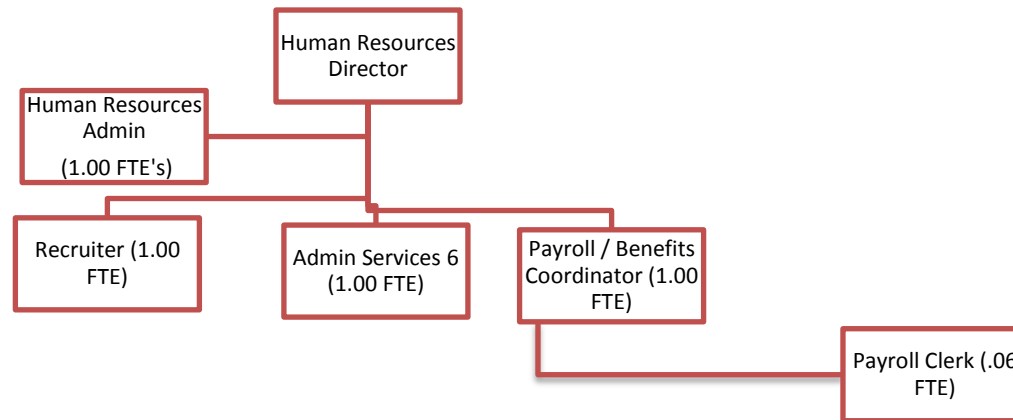 Human Resources
Director
Human Resources
Admin
(1.00 FTE's)
Recruiter (1.00
FTE)
Admin Services 6
(1.00 FTE)
Payroll / Benefits
Coordinator (1.00
FTE)
Payroll Clerk (.06
FTE)